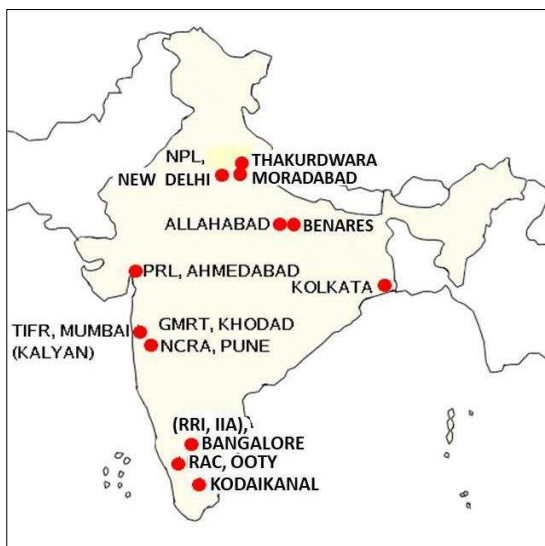 NPL,
NEW DELHI
THAKURDWARA
MORADABAD
ALLAHABAD
BENARES
PRL, AHMEDABAD
KOLKATA
TIFR, MUMBAI
(KALYAN)
GMRT, KHODAD
NCRA, PUNE
(RRI, IIA),
BANGALORE
RAC, OOTY
KODAIKANAL